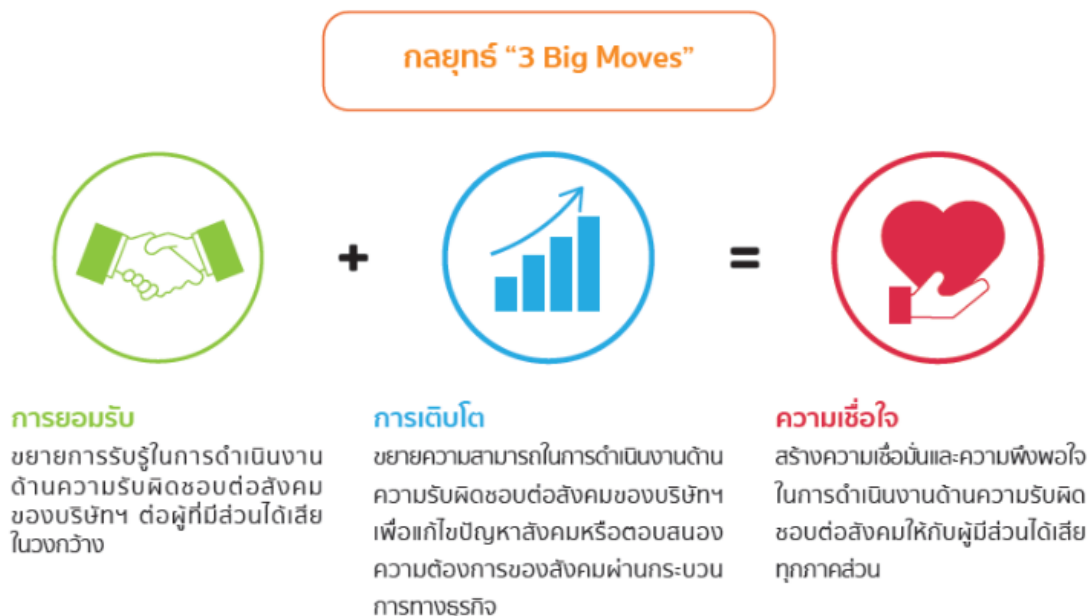 กลยุทธ์ “3 Big Moves”
+
=
การยอมรับ
ขยายการรับรู้ในการดำเนินงาน
ด้านความรับผิดชอบต่อสังคม
ของบริษัทฯ ต่อผู้ที่มีส่วนได้เสีย
ในวงกว้าง
การเติบโต
ขยายความสามารถในการดำเนินงานด้าน
ความรับผิดชอบต่อสังคมของบริษัทฯ
เพื่อแก้ไขปัญหาสังคมหรือตอบสนอง
ความต้องการของสังคมผ่านกระบวน
การทางธุรกิจ
ความเชื่อใจ
สร้างความเชื่อมั่นและความพึงพอใจ
ในการดำเนินงานด้านความรับผิด
ชอบต่อสังคมให้กับผู้มีส่วนได้เสีย
ทุกภาคส่วน